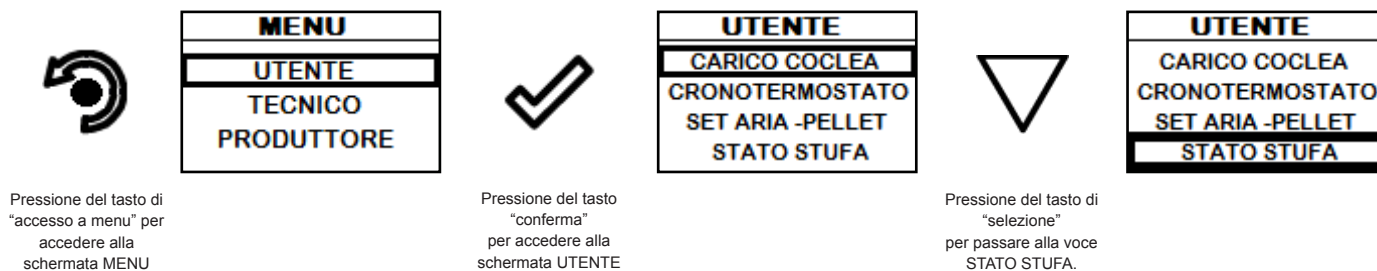 MENU
UTENTE
TECNICO
PRODUTTORE
Pressione del tasto di
“accesso a menu” per
accedere alla
schermata MENU
UTENTE
CARICO COCLEA
CRONOTERMOSTATO
SET ARIA -PELLET
STATO STUFA
Pressione del tasto
“conferma”
per accedere alla
schermata UTENTE
UTENTE
CARICO COCLEA
CRONOTERMOSTATO
SET ARIA -PELLET
STATO STUFA
Pressione del tasto di
“selezione”
per passare alla voce
STATO STUFA.